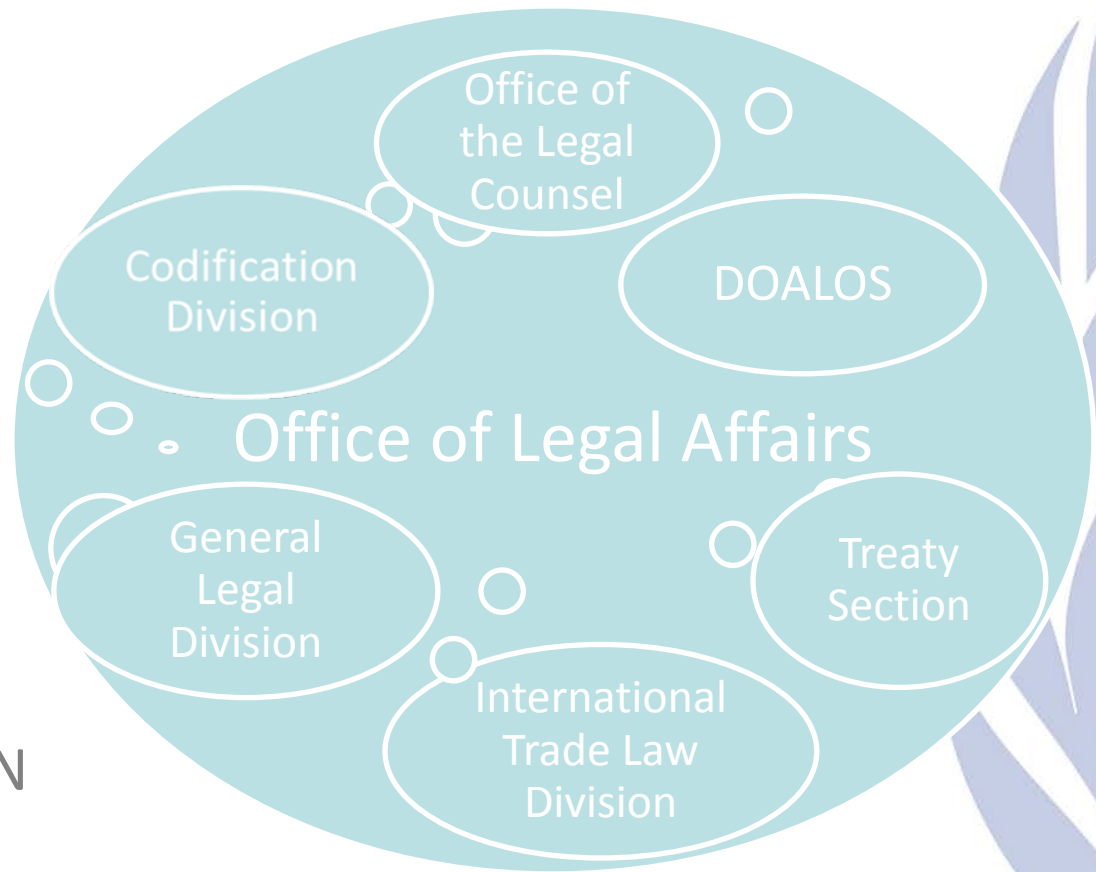 Office of
the Legal
Counsel
Codification
Division
DOALOS
Office of Legal Affairs
General
Legal
Division
Treaty
Section
International
Trade Law
Division
N